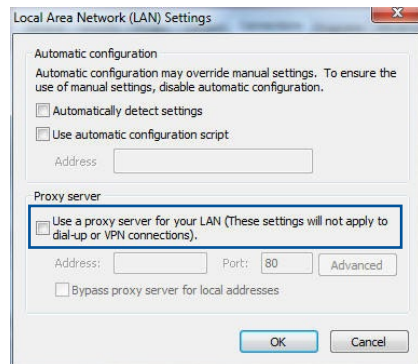 Local Area Network (LAN) Settings
Automatic configuration
Automatic configuration may override manual settings. To ensure the
use of manual settings, disable automatic configuration.
Automatically detect settings
Use automatic configuration script
Address
Proxy server
Use a proxy server for your LAN (These settings will not apply to
dial-up or VPN connections).
Address: Port: 80 Advanced
Bypass proxy server for local addresses
OK Cancel